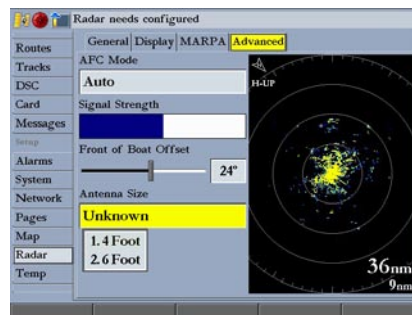 Radar needs configured
General Display MARPA Advanced
Routes
Tracks
DSC
Card
Messages
Setup
Alarms
System
Network
Pages
Map
Radar
Temp
AFC Mode
Auto
Signal Strength
Front of Boat Offset
24°
Antenna Size
Unknown
1.4 Foot
2.6 Foot
H-UP
36nm
9nm